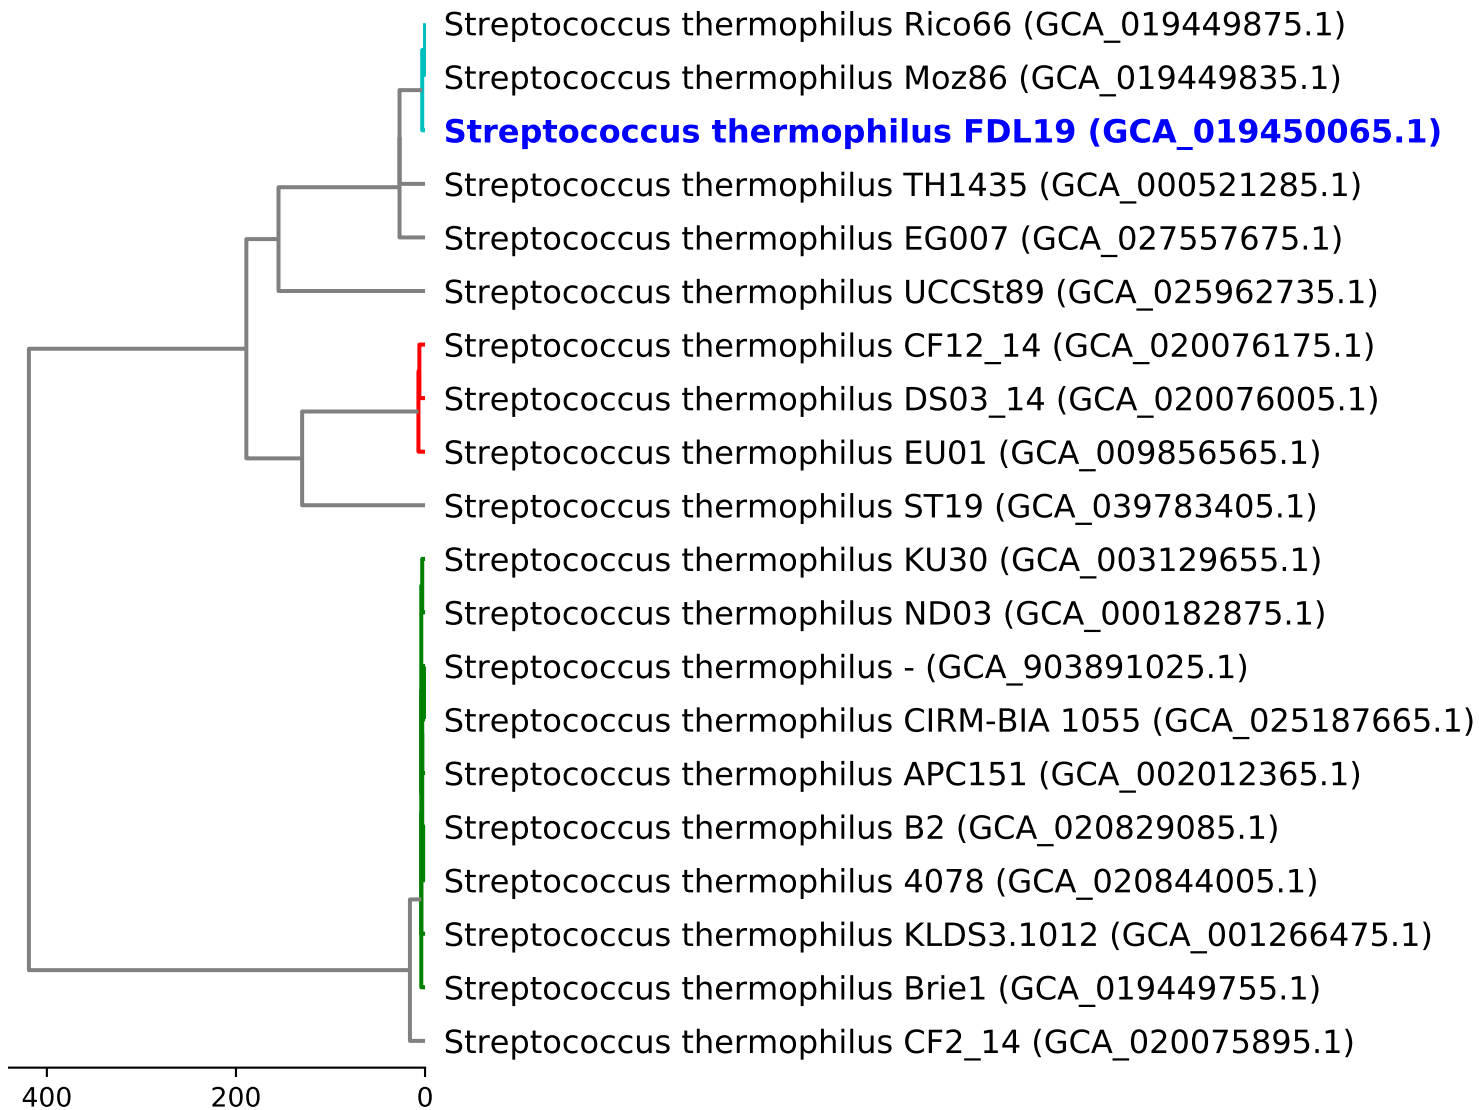 Streptococcus thermophilus Rico66 (GCA_019449875.1)
Streptococcus thermophilus Moz86 (GCA_019449835.1)
Streptococcus thermophilus FDL19 (GCA_019450065.1)
Streptococcus thermophilus TH1435 (GCA_000521285.1)
Streptococcus thermophilus EG007 (GCA_027557675.1)
Streptococcus thermophilus UCCSt89 (GCA_025962735.1)
Streptococcus thermophilus CF12_14 (GCA_020076175.1)
Streptococcus thermophilus DS03_14 (GCA_020076005.1)
Streptococcus thermophilus EU01 (GCA_009856565.1)
Streptococcus thermophilus ST19 (GCA_039783405.1)
Streptococcus thermophilus KU30 (GCA_003129655.1)
Streptococcus thermophilus ND03 (GCA_000182875.1)
Streptococcus thermophilus - (GCA_903891025.1)
Streptococcus thermophilus CIRM-BIA 1055 (GCA_025187665.1)
Streptococcus thermophilus APC151 (GCA_002012365.1)
Streptococcus thermophilus B2 (GCA_020829085.1)
Streptococcus thermophilus 4078 (GCA_020844005.1)
Streptococcus thermophilus KLDS3.1012 (GCA_001266475.1)
Streptococcus thermophilus Brie1 (GCA_019449755.1)
Streptococcus thermophilus CF2_14 (GCA_020075895.1)
400 200 0